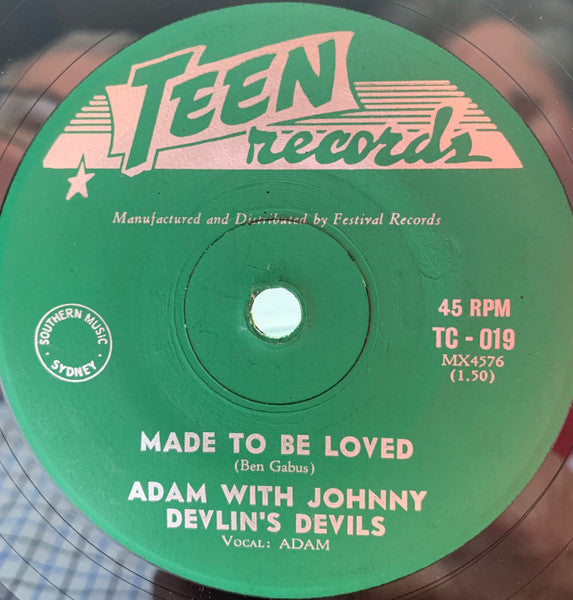 TEEN
records
Manufactured and Distributed by Festival Records
SOUTHERN MUSIC
· SYDNEY ·
45 RPM
TC - 019
MX4576
(1.50)
MADE TO BE LOVED
(Ben Gabus)
ADAM WITH JOHNNY
DEVLIN'S DEVILS
VOCAL: ADAM